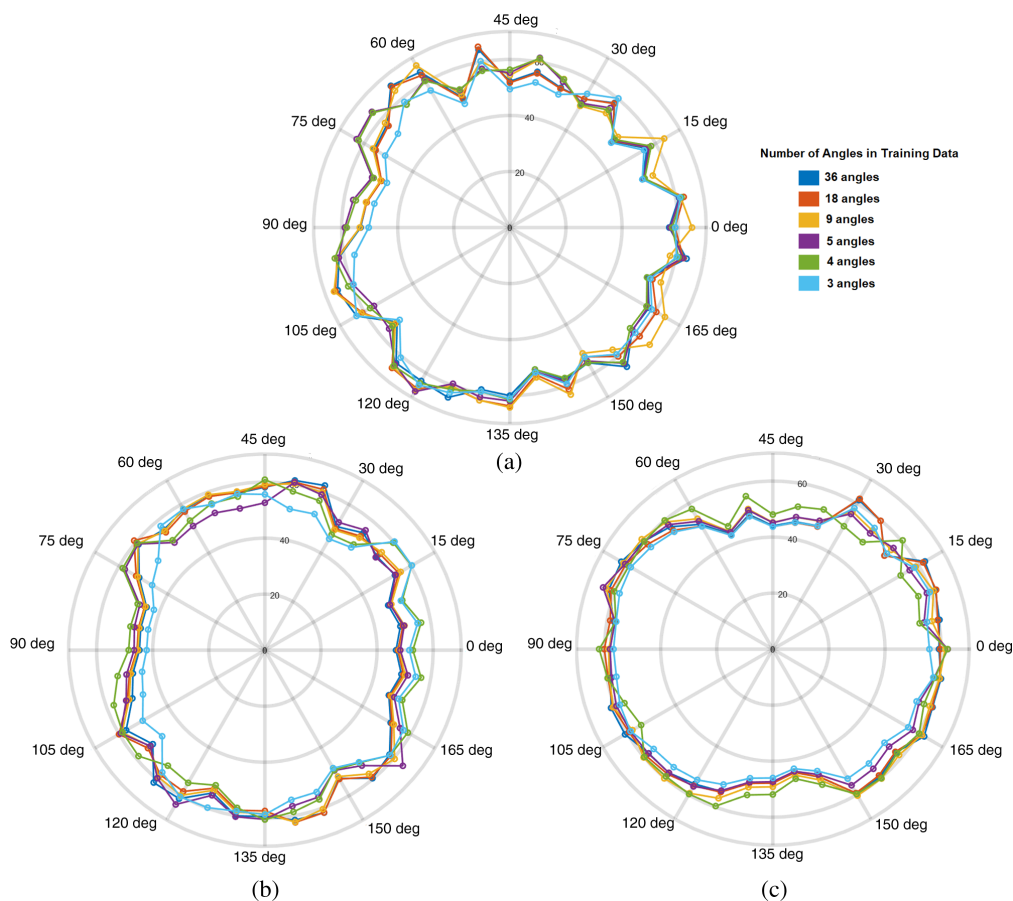 45 deg
60 deg
30 deg
60
75 deg
15 deg
40
Number of Angles in Training Data
36 angles
18 angles
9 angles
5 angles
4 angles
3 angles
20
90 deg
0
0 deg
105 deg
165 deg
120 deg
150 deg
135 deg
(a)
45 deg
60 deg
30 deg
75 deg
15 deg
40
20
90 deg
0
0 deg
105 deg
165 deg
120 deg
150 deg
135 deg
(b)
45 deg
60 deg
30 deg
60
75 deg
15 deg
40
20
90 deg
0
0 deg
105 deg
165 deg
120 deg
150 deg
135 deg
(c)